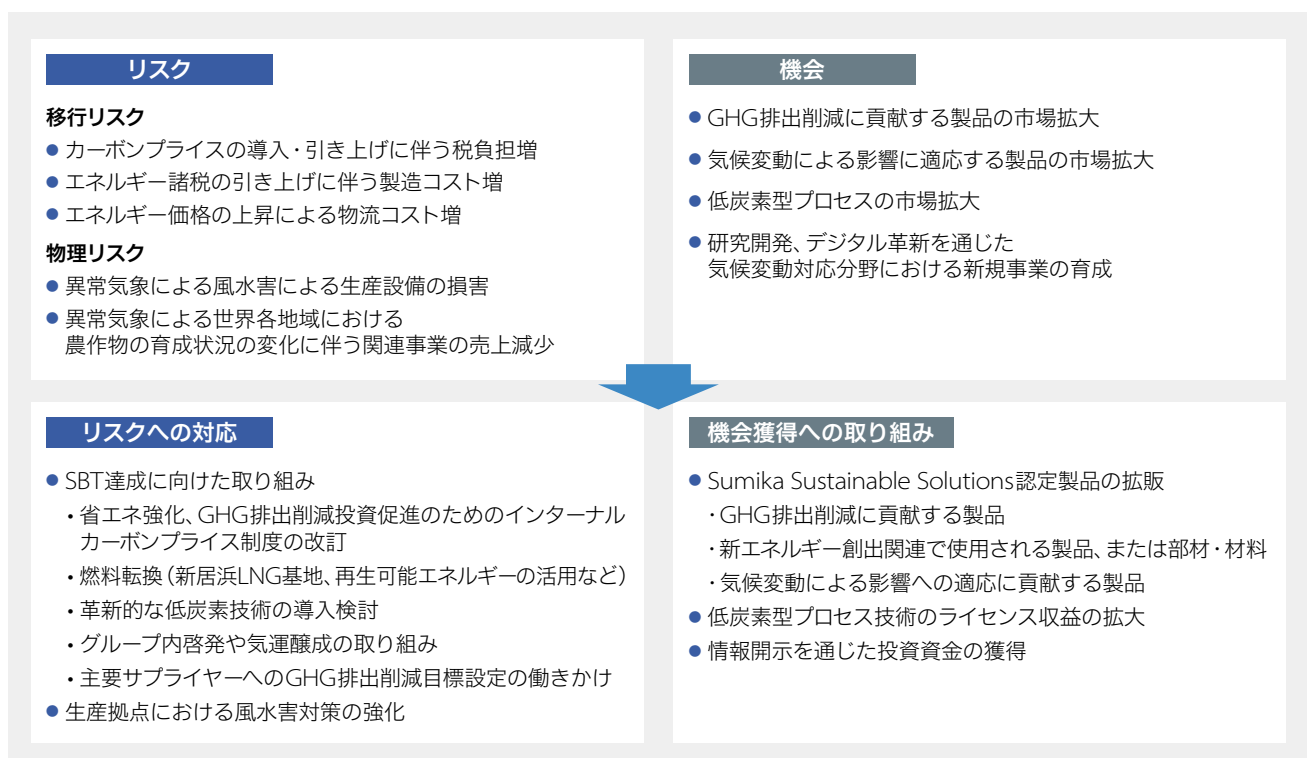 リスク
移行リスク
● カーボンプライスの導入・引き上げに伴う税負担増
● エネルギー諸税の引き上げに伴う製造コスト増
● エネルギー価格の上昇による物流コスト増
物理リスク
● 異常気象による風水害による生産設備の損害
● 異常気象による世界各地域における
農作物の育成状況の変化に伴う関連事業の売上減少
機会
● GHG排出削減に貢献する製品の市場拡大
● 気候変動による影響に適応する製品の市場拡大
● 低炭素型プロセスの市場拡大
● 研究開発、デジタル革新を通じた
気候変動対応分野における新規事業の育成
リスクへの対応
● SBT達成に向けた取り組み
・省エネ強化、GHG排出削減投資促進のためのインターナル
カーボンプライス制度の改訂
・燃料転換（新居浜LNG基地、再生可能エネルギーの活用など）
・革新的な低炭素技術の導入検討
・グループ内啓発や気運醸成の取り組み
・主要サプライヤーへのGHG排出削減目標設定の働きかけ
● 生産拠点における風水害対策の強化
機会獲得への取り組み
● Sumika Sustainable Solutions認定製品の拡販
・GHG排出削減に貢献する製品
・新エネルギー創出関連で使用される製品、または部材・材料
・気候変動による影響への適応に貢献する製品
● 低炭素型プロセス技術のライセンス収益の拡大
● 情報開示を通じた投資資金の獲得